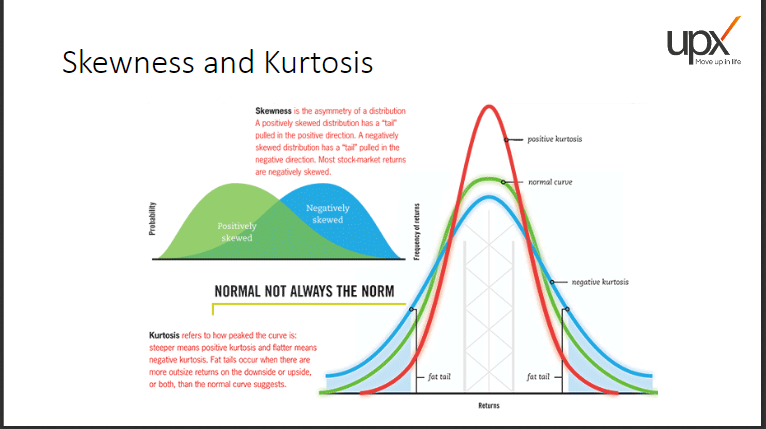 upx
Move up in life
Skewness and Kurtosis
Skewness is the asymmetry of a distribution
A positively skewed distribution has a "tail"
pulled in the positive direction. A negatively
skewed distribution has a "tail" pulled in the
negative direction. Most stock-market returns
are negatively skewed.
Probability
Positively
skewed
Negatively
skewed
NORMAL NOT ALWAYS THE NORM
Kurtosis refers to how peaked the curve is:
steeper means positive kurtosis and flatter means
negative kurtosis. Fat tails occur when there are
more outsize returns on the downside or upside,
or both, than the normal curve suggests.
Frequency of returns
positive kurtosis
normal curve
negative kurtosis
fat tail
fat tail
Returns